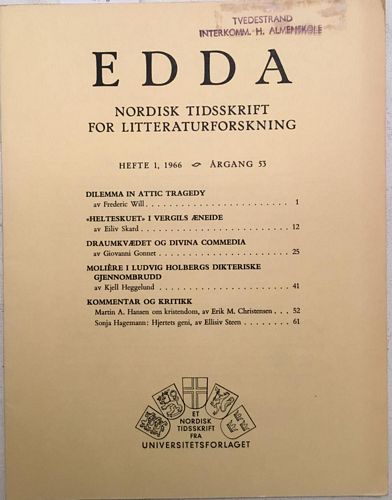 TVEDESTRAND
INTERKOMM. H. ALMENSKOLE
EDDA
NORDISK TIDSSKRIFT
FOR LITTERATURFORSKNING
HEFTE 1, 1966 ÅRGANG 53
DILEMMA IN ATTIC TRAGEDY
av Frederic Will . . . . . . . . . . . . . . . . . . . . 1
«HELTESKUET» I VERGILS ÆNEIDE
av Eiliv Skard . . . . . . . . . . . . . . . . . . . . 12
DRAUMKVÆDET OG DIVINA COMMEDIA
av Giovanni Gonnet . . . . . . . . . . . . . . . . . . 25
MOLIÈRE I LUDVIG HOLBERGS DIKTERISKE
GJENNOMBRUDD
av Kjell Heggelund . . . . . . . . . . . . . . . . . . 41
KOMMENTAR OG KRITIKK
Martin A. Hansen om kristendom, av Erik M. Christensen . . . 52
Sonja Hagemann: Hjertets geni, av Ellisiv Steen . . . . . . . . 61
ET
NORDISK
TIDSSKRIFT
FRA
UNIVERSITETSFORLAGET